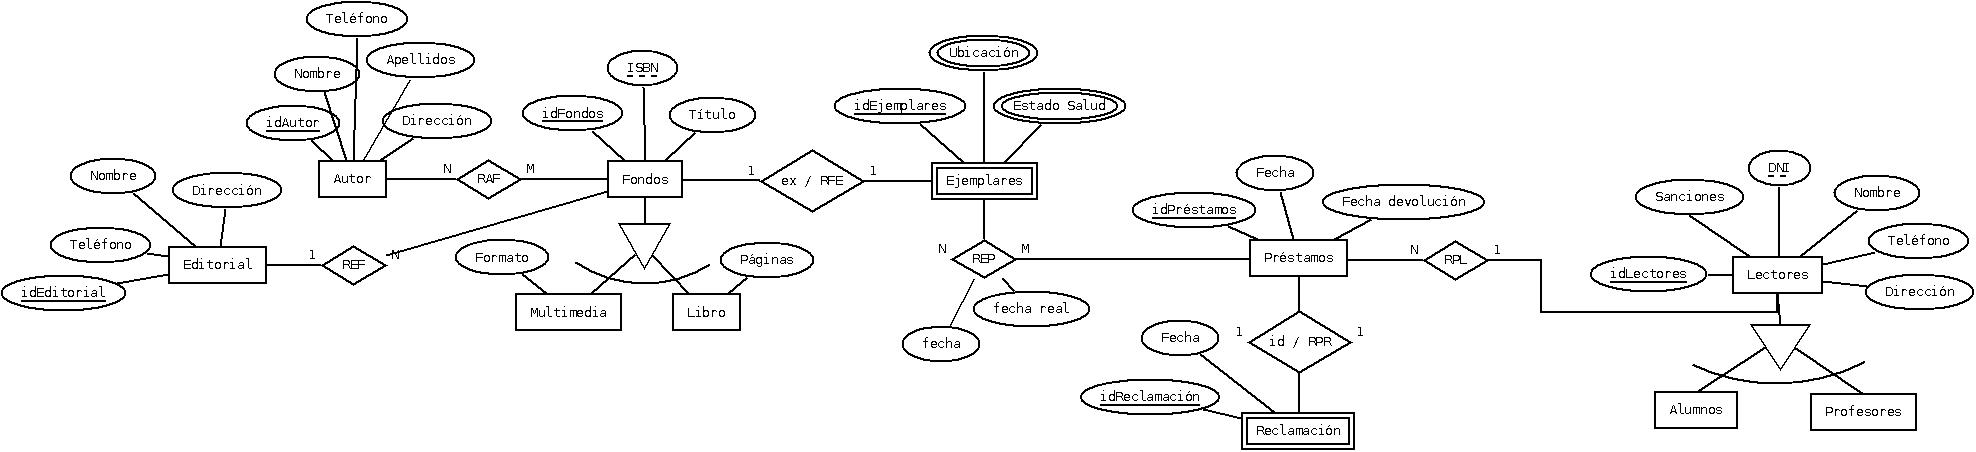 Teléfono
Nombre
Apellidos
idAutor
Dirección
Autor
N
RAF
M
ISBN
idFondos
Título
Fondos
1
ex / RFE
1
Ubicación
idEjemplares
Estado Salud
Ejemplares
Nombre
Dirección
Teléfono
idEditorial
Editorial
1
REF
N
Formato
Páginas
Multimedia
Libro
N
REP
M
fecha
fecha real
Fecha
idPréstamos
Fecha devolución
Préstamos
N
RPL
1
1
id / RPR
1
Fecha
idReclamación
Reclamación
DNI
Sanciones
Nombre
Teléfono
idLectores
Lectores
Dirección
Alumnos
Profesores